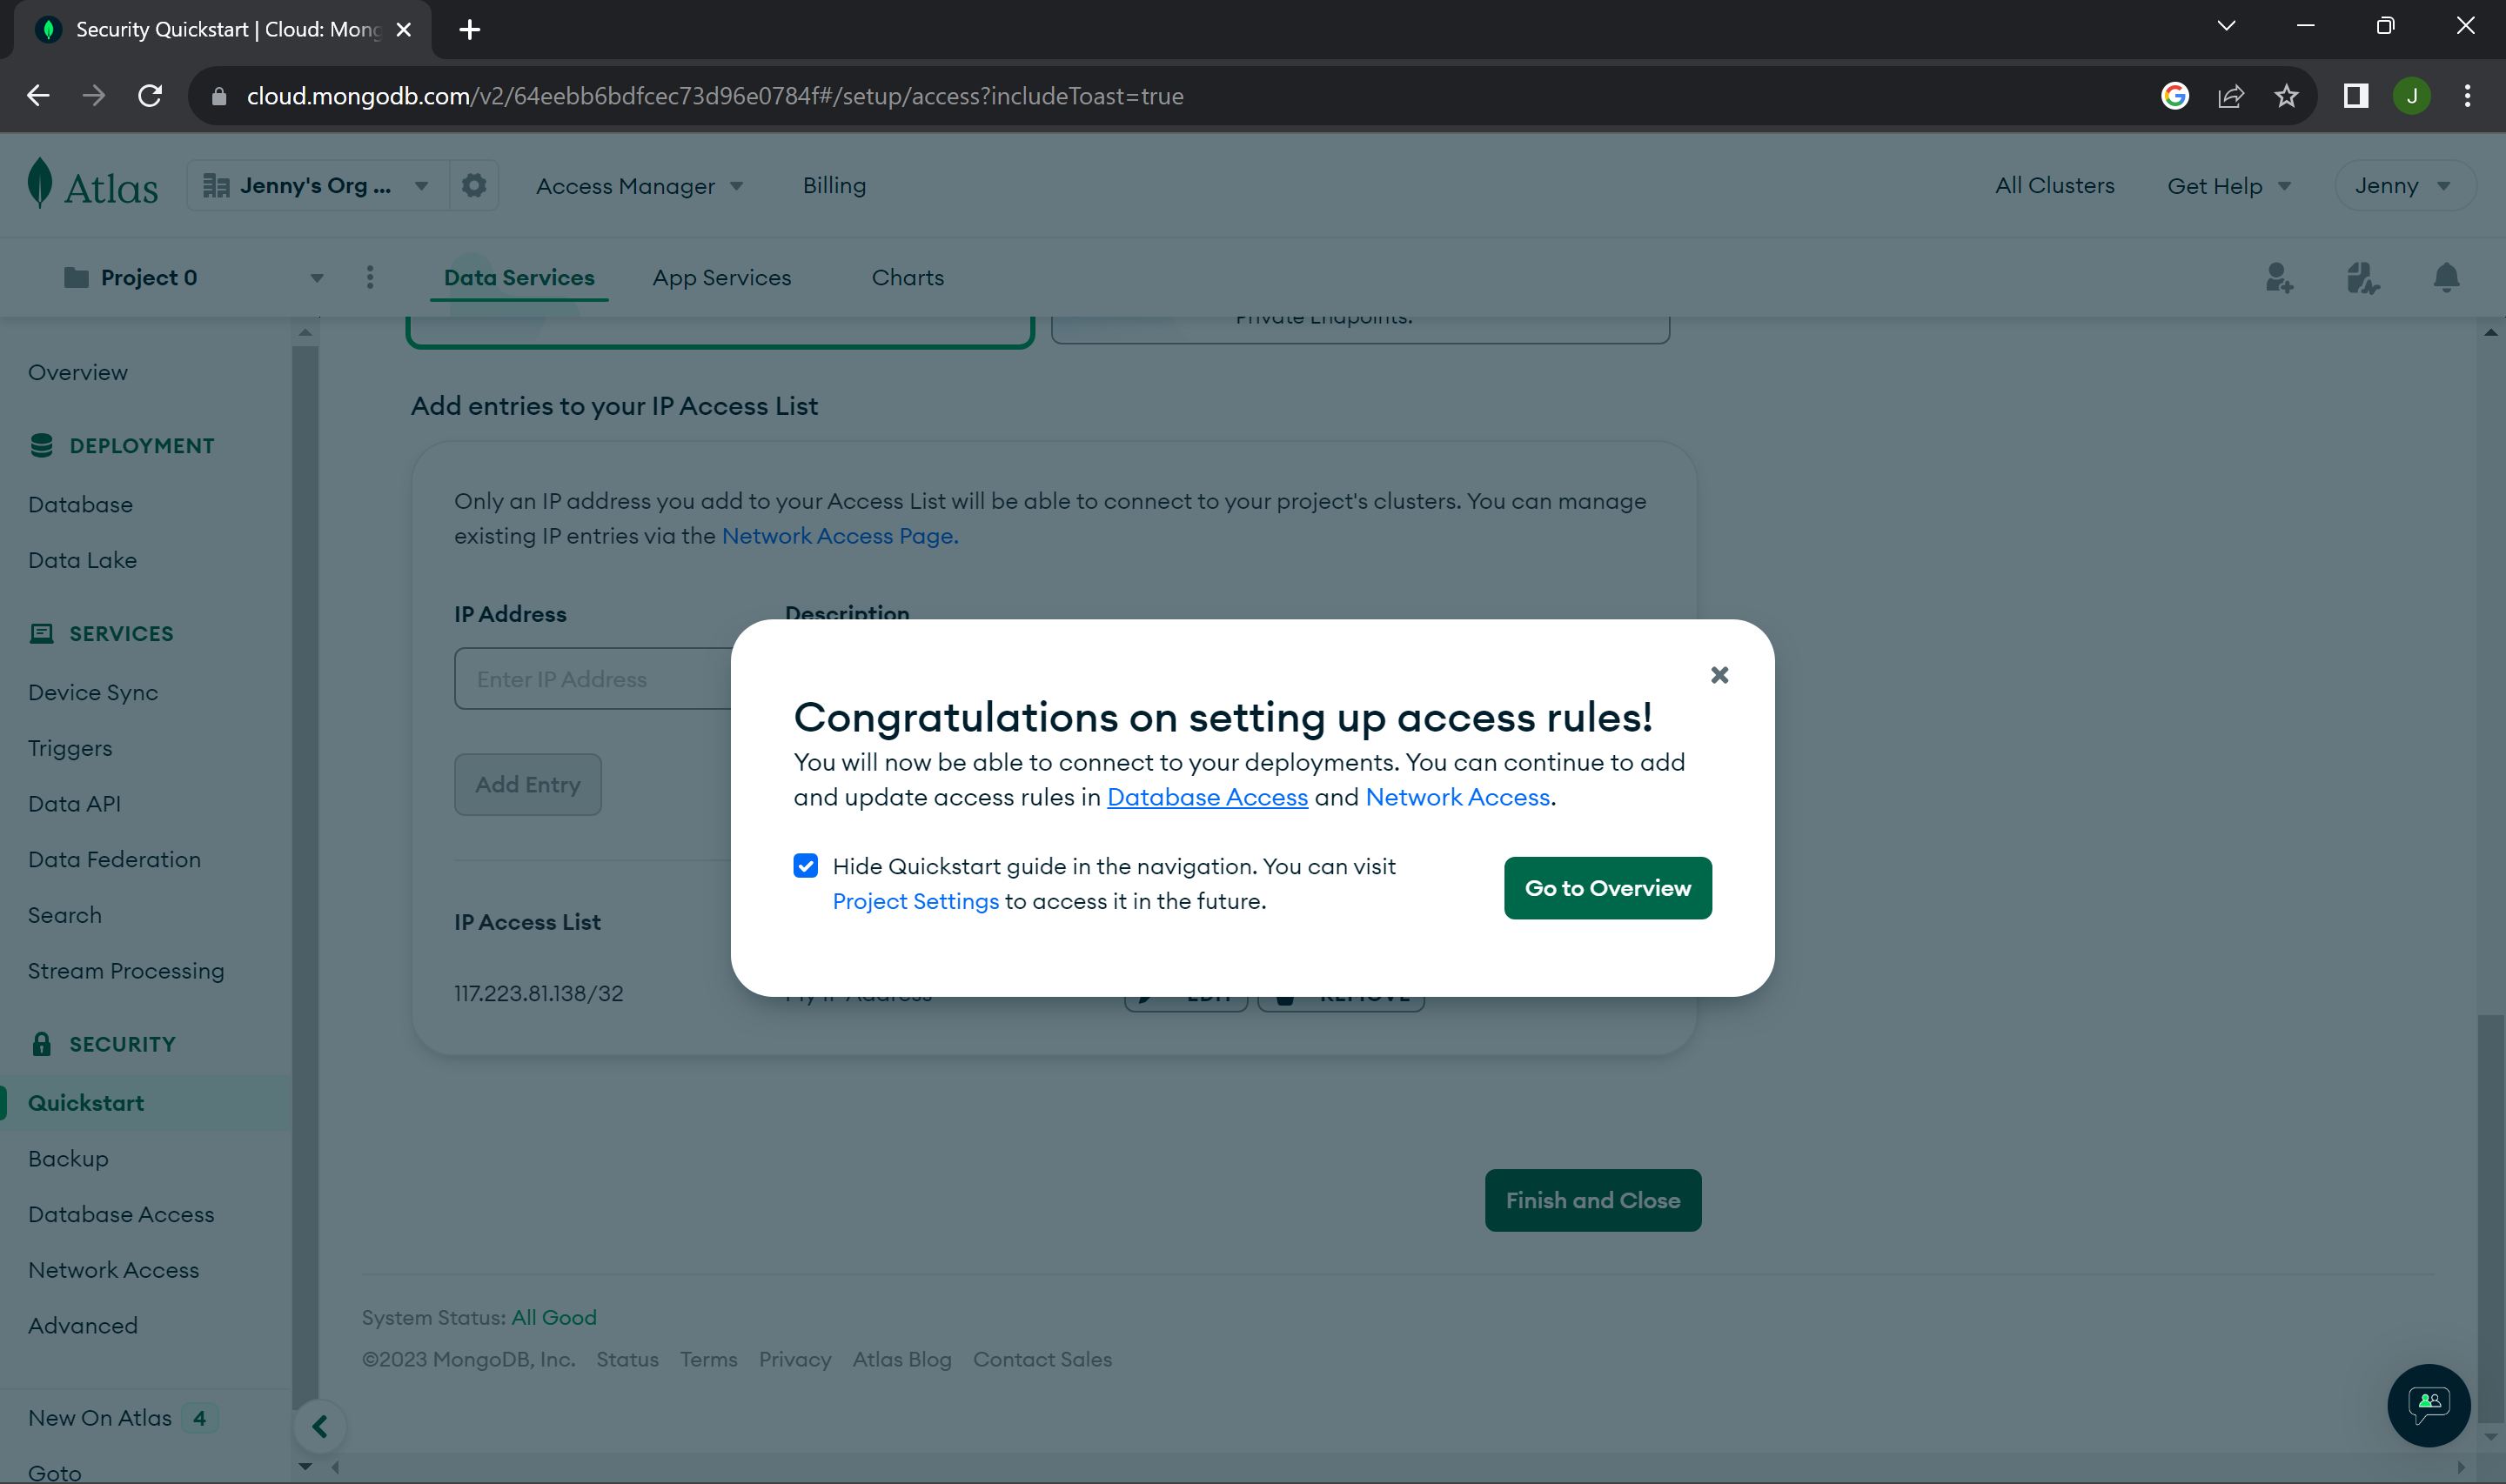 Security Quickstart | Cloud: Mong
cloud.mongodb.com/v2/64eebb6bdfcec73d96e0784f#/setup/access?includeToast=true
J
Atlas
Jenny's Org ...
Access Manager
Billing
All Clusters
Get Help
Jenny
Project 0
Data Services
App Services
Charts
Private Endpoints.
Overview
DEPLOYMENT
Database
Data Lake
SERVICES
Device Sync
Triggers
Data API
Data Federation
Search
Stream Processing
SECURITY
Quickstart
Backup
Database Access
Network Access
Advanced
New On Atlas 4
Goto
Add entries to your IP Access List
Only an IP address you add to your Access List will be able to connect to your project's clusters. You can manage
existing IP entries via the Network Access Page.
IP Address
Description
Enter IP Address
Add Entry
IP Access List
117.223.81.138/32
My IP Address
EDIT
REMOVE
Congratulations on setting up access rules!
You will now be able to connect to your deployments. You can continue to add
and update access rules in Database Access and Network Access.
Hide Quickstart guide in the navigation. You can visit
Project Settings to access it in the future.
Go to Overview
Finish and Close
System Status: All Good
©2023 MongoDB, Inc. Status Terms Privacy Atlas Blog Contact Sales